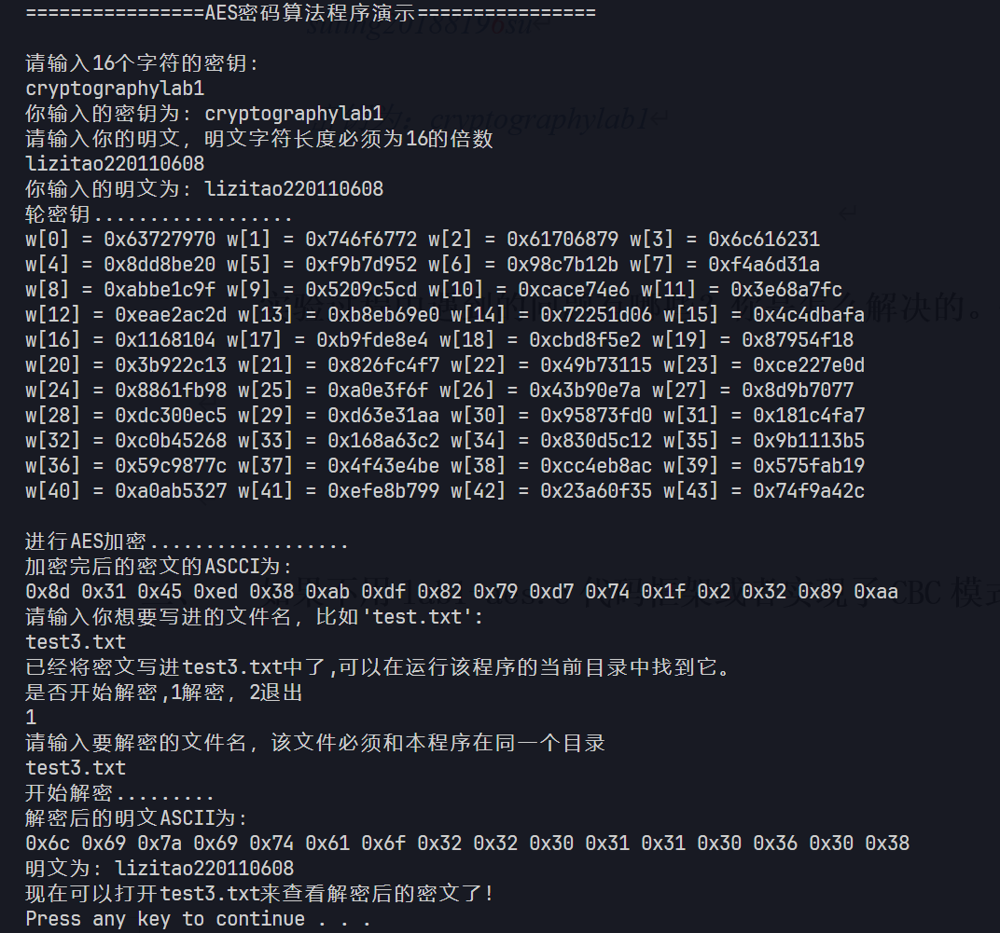 ================AES密码算法程序演示================
请输入16个字符的密钥：
cryptographylab1
你输入的密钥为：cryptographylab1
请输入你的明文，明文字符长度必须为16的倍数
lizitao220110608
你输入的明文为：lizitao220110608
轮密钥..................
w[0] = 0x63727970 w[1] = 0x746f6772 w[2] = 0x61706879 w[3] = 0x6c616231
w[4] = 0x8dd8be20 w[5] = 0xf9b7d952 w[6] = 0x98c7b12b w[7] = 0xf4a6d31a
w[8] = 0xabbe1c9f w[9] = 0x5209c5cd w[10] = 0xcace74e6 w[11] = 0x3e68a7fc
w[12] = 0xeae2ac2d w[13] = 0xb8eb69e0 w[14] = 0x72251d06 w[15] = 0x4c4dbafa
w[16] = 0x1168104 w[17] = 0xb9fde8e4 w[18] = 0xcbd8f5e2 w[19] = 0x87954f18
w[20] = 0x3b922c13 w[21] = 0x826fc4f7 w[22] = 0x49b73115 w[23] = 0xce227e0d
w[24] = 0x8861fb98 w[25] = 0xa0e3f6f w[26] = 0x43b90e7a w[27] = 0x8d9b7077
w[28] = 0xdc300ec5 w[29] = 0xd63e31aa w[30] = 0x95873fd0 w[31] = 0x181c4fa7
w[32] = 0xc0b45268 w[33] = 0x168a63c2 w[34] = 0x830d5c12 w[35] = 0x9b1113b5
w[36] = 0x59c9877c w[37] = 0x4f43e4be w[38] = 0xcc4eb8ac w[39] = 0x575fab19
w[40] = 0xa0ab5327 w[41] = 0xefe8b799 w[42] = 0x23a60f35 w[43] = 0x74f9a42c
进行AES加密..................
加密完后的密文的ASCCI为：
0x8d 0x31 0x45 0xed 0x38 0xab 0xdf 0x82 0x79 0xd7 0x74 0x1f 0x2 0x32 0x89 0xaa
请输入你想要写进的文件名，比如'test.txt':
test3.txt
已经将密文写进test3.txt中了,可以在运行该程序的当前目录中找到它。
是否开始解密,1解密，2退出
1
请输入要解密的文件名，该文件必须和本程序在同一个目录
test3.txt
开始解密.........
解密后的明文ASCII为：
0x6c 0x69 0x7a 0x69 0x74 0x61 0x6f 0x32 0x32 0x30 0x31 0x31 0x30 0x36 0x30 0x38
明文为：lizitao220110608
现在可以打开test3.txt来查看解密后的密文了！
Press any key to continue . . .